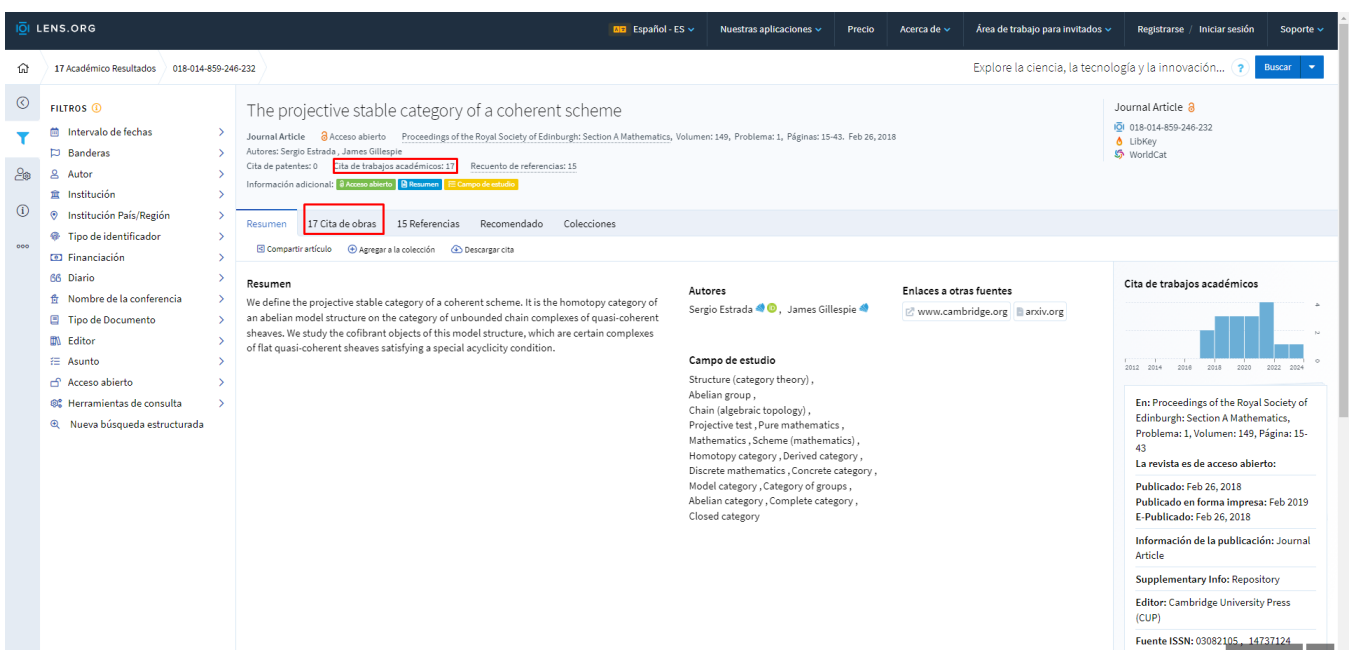 LENS.ORG
Español - ES
Nuestras aplicaciones
Precio
Acerca de
Área de trabajo para invitados
Registrarse / Iniciar sesión
Soporte
17 Académico Resultados
018-014-859-246-232
Explore la ciencia, la tecnología y la innovación...
?
Buscar
FILTROS
Intervalo de fechas
Banderas
Autor
Institución
Institución País/Región
Tipo de identificador
Financiación
Diario
Nombre de la conferencia
Tipo de Documento
Editor
Asunto
Acceso abierto
Herramientas de consulta
Nueva búsqueda estructurada
The projective stable category of a coherent scheme
Journal Article Acceso abierto Proceedings of the Royal Society of Edinburgh: Section A Mathematics, Volumen: 149, Problema: 1, Páginas: 15-43. Feb 26, 2018
Autores: Sergio Estrada , James Gillespie
Cita de patentes: 0 Cita de trabajos académicos: 17 Recuento de referencias: 15
Información adicional: Acceso abierto Resumen Campo de estudio
Journal Article
018-014-859-246-232
LibKey
WorldCat
Resumen 17 Cita de obras 15 Referencias Recomendado Colecciones
Compartir artículo Agregar a la colección Descargar cita
Resumen
We define the projective stable category of a coherent scheme. It is the homotopy category of
an abelian model structure on the category of unbounded chain complexes of quasi-coherent
sheaves. We study the cofibrant objects of this model structure, which are certain complexes
of flat quasi-coherent sheaves satisfying a special acyclicity condition.
Autores
Sergio Estrada iD , James Gillespie
Campo de estudio
Structure (category theory) ,
Abelian group ,
Chain (algebraic topology) ,
Projective test , Pure mathematics ,
Mathematics , Scheme (mathematics) ,
Homotopy category , Derived category ,
Discrete mathematics , Concrete category ,
Model category , Category of groups ,
Abelian category , Complete category ,
Closed category
Enlaces a otras fuentes
www.cambridge.org arxiv.org
Cita de trabajos académicos
4
2
0
2012 2014 2016 2018 2020 2022 2024
En: Proceedings of the Royal Society of
Edinburgh: Section A Mathematics,
Problema: 1, Volumen: 149, Página: 15-
43
La revista es de acceso abierto:
Publicado: Feb 26, 2018
Publicado en forma impresa: Feb 2019
E-Publicado: Feb 26, 2018
Información de la publicación: Journal
Article
Supplementary Info: Repository
Editor: Cambridge University Press
(CUP)
Fuente ISSN: 03082105 , 14737124